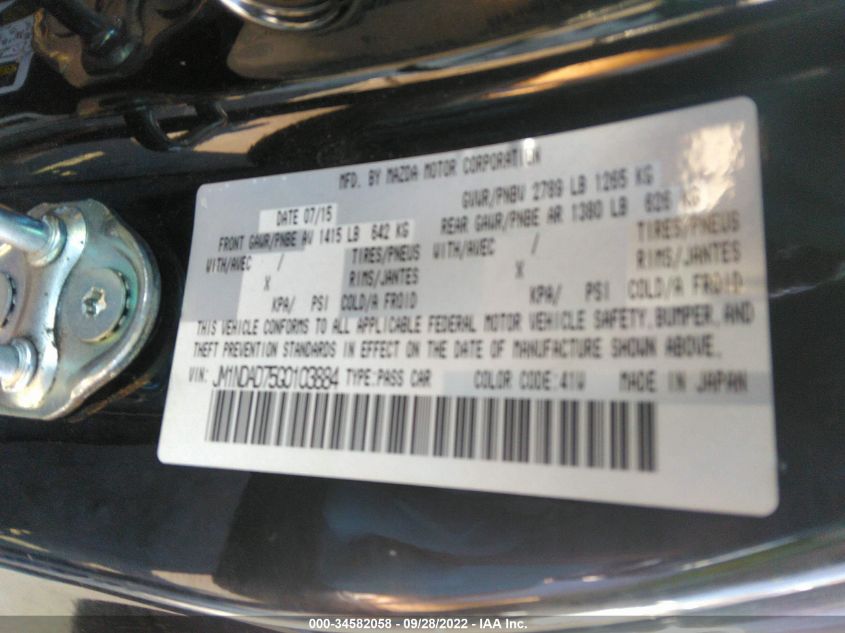 MFD. BY MAZDA MOTOR CORPORATION
DATE 07/15 GVWR/PNBV 2789 LB 1265 KG
FRONT GAWR/PNBE AV 1415 LB 642 KG REAR GAWR/PNBE AR 1380 LB 626 KG
WITH/AVEC / TIRES/PNEUS WITH/AVEC / TIRES/PNEUS
X RIMS/JANTES X RIMS/JANTES
KPA/ PSI COLD/A FROID KPA/ PSI COLD/A FROID
THIS VEHICLE CONFORMS TO ALL APPLICABLE FEDERAL MOTOR VEHICLE SAFETY, BUMPER, AND
THEFT PREVENTION STANDARDS IN EFFECT ON THE DATE OF MANUFACTURE SHOWN ABOVE.
VIN: JM1NDAD75G0103884 TYPE:PASS CAR COLOR CODE:41W MADE IN JAPAN
000-34582058 - 09/28/2022 - IAA Inc.